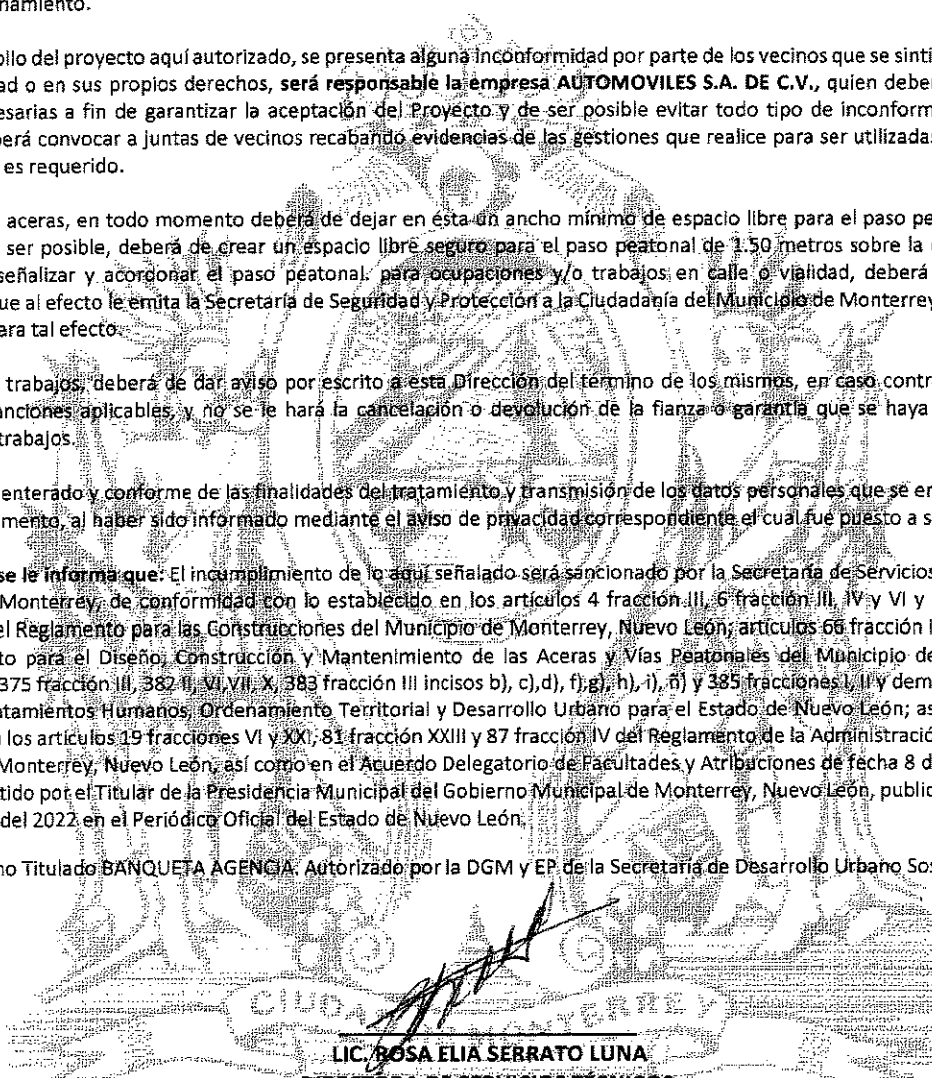 namiento.
ollo del proyecto aquí autorizado, se presenta alguna inconformidad por parte de los vecinos que se sinti
ad o en sus propios derechos, será responsable la empresa AUTOMOVILES S.A. DE C.V., quien deber
esarias a fin de garantizar la aceptación del Proyecto y de ser posible evitar todo tipo de inconform
berá convocar a juntas de vecinos recabando evidencias de las gestiones que realice para ser utilizadas
es requerido.
aceras, en todo momento deberá de dejar en ésta un ancho mínimo de espacio libre para el paso pe
ser posible, deberá de crear un espacio libre seguro para el paso peatonal de 1.50 metros sobre la
señalizar y acordonar el paso peatonal. para ocupaciones y/o trabajos en calle o vialidad, deberá
ue al efecto le emita la Secretaría de Seguridad y Protección a la Ciudadanía del Municipio de Monterrey
ara tal efecto.
trabajos, deberá de dar aviso por escrito a esta Dirección del término de los mismos, en caso contr
anciones aplicables, y no se le hará la cancelación o devolución de la fianza o garantía que se haya
trabajos.
enterado y conforme de las finalidades del tratamiento y transmisión de los datos personales que se en
mento, al haber sido informado mediante el aviso de privacidad correspondiente el cual fue puesto a s
se le informa que: El incumplimiento de lo aquí señalado será sancionado por la Secretaría de Servicios
Monterrey, de conformidad con lo establecido en los artículos 4 fracción III, 6 fracción III, IV y VI y
el Reglamento para las Construcciones del Municipio de Monterrey, Nuevo León; artículos 66 fracción I
to para el Diseño, Construcción y Mantenimiento de las Aceras y Vías Peatonales del Municipio de
375 fracción III, 382 II, VI,VII, X, 383 fracción III incisos b), c),d), f),g), h), i), ñ) y 385 fracciones I, II y dem
ntamientos Humanos, Ordenamiento Territorial y Desarrollo Urbano para el Estado de Nuevo León; as
los artículos 19 fracciones VI y XXI, 81 fracción XXIII y 87 fracción IV del Reglamento de la Administració
Monterrey, Nuevo León, así como en el Acuerdo Delegatorio de Facultades y Atribuciones de fecha 8 d
tido por el Titular de la Presidencia Municipal del Gobierno Municipal de Monterrey, Nuevo León, public
del 2022 en el Periódico Oficial del Estado de Nuevo León.
no Titulado BANQUETA AGENCIA. Autorizado por la DGM y EP de la Secretaría de Desarrollo Urbano Sos
LIC. ROSA ELIA SERRATO LUNA